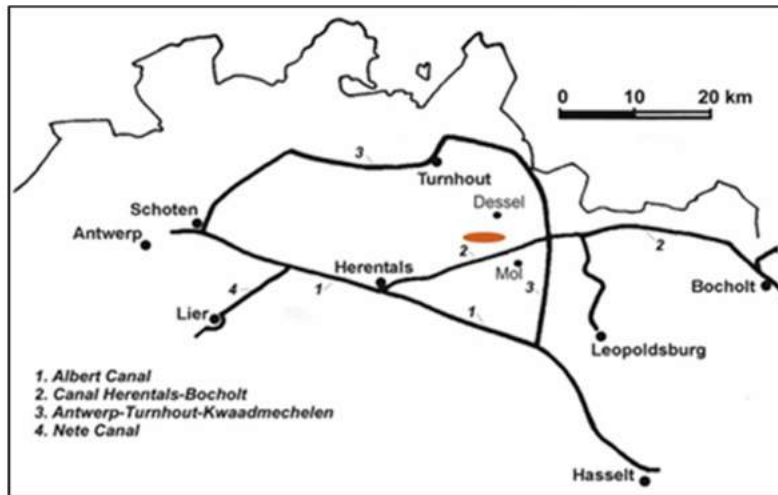 0 10 20 km
3
Turnhout
Schoten
Dessel
Antwerp
2
2
Herentals
Mol
4
1
3
Bocholt
Lier
1
Leopoldsburg
1. Albert Canal
2. Canal Herentals-Bocholt
3. Antwerp-Turnhout-Kwaadmechelen
4. Nete Canal
Hasselt